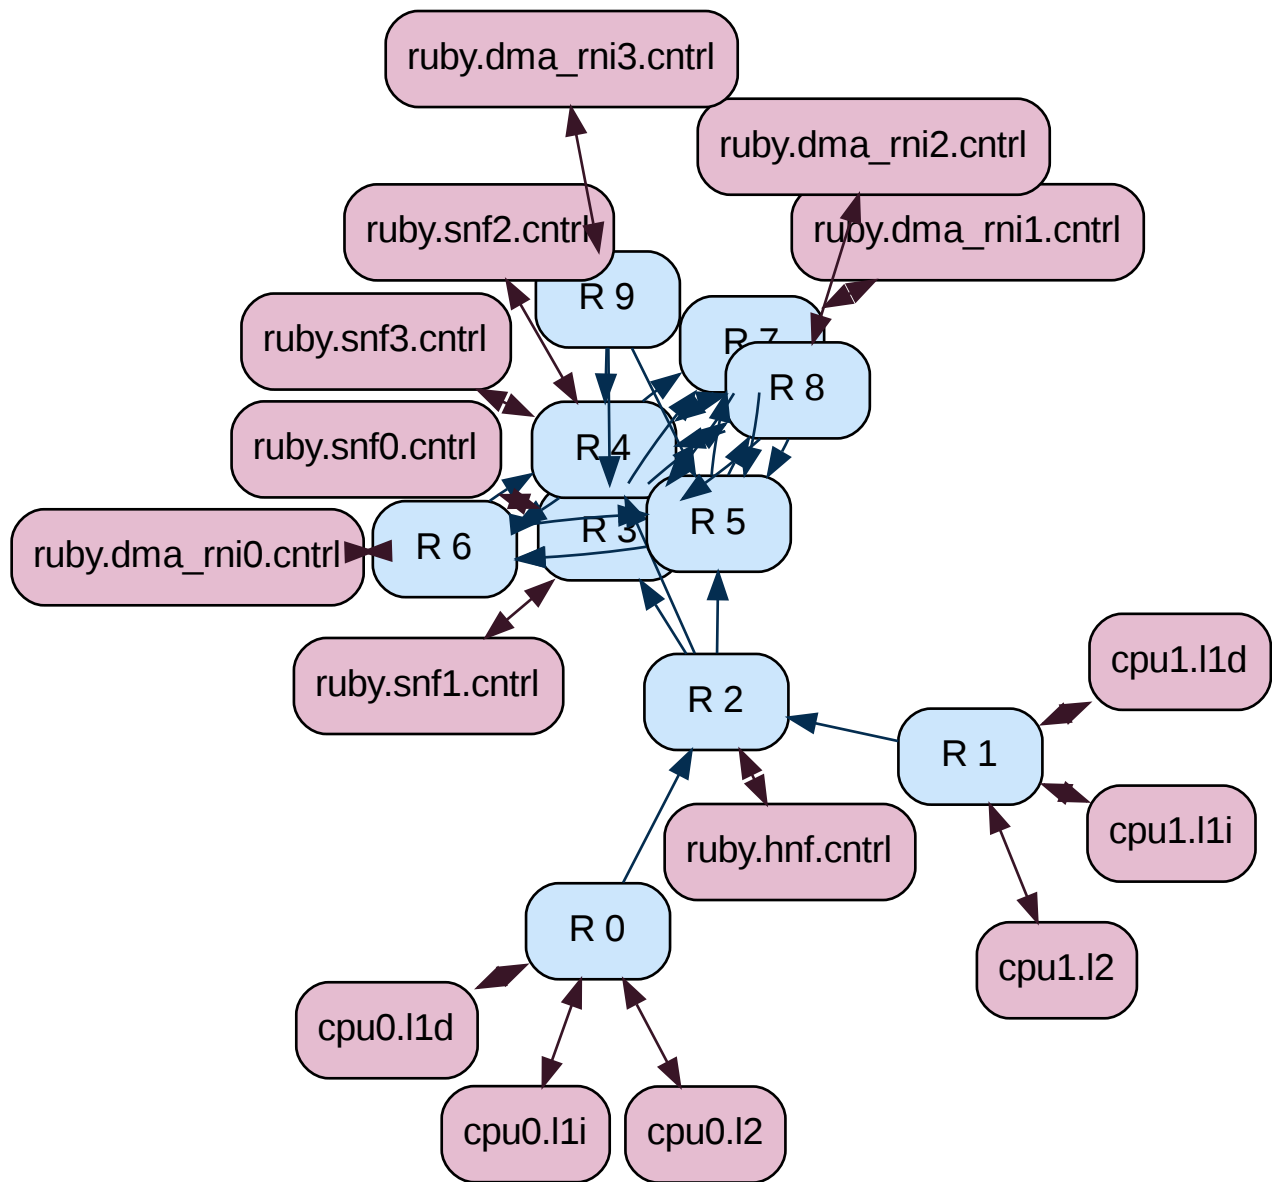 ruby.dma_rni3.cntrl
ruby.dma_rni2.cntrl
ruby.snf2.cntrl
ruby.dma_rni1.cntrl
R 9
ruby.snf3.cntrl
R 7
R 8
ruby.snf0.cntrl
R 4
ruby.dma_rni0.cntrl
R 6
R 3
R 5
ruby.snf1.cntrl
cpu1.l1d
R 2
R 1
cpu1.l1i
ruby.hnf.cntrl
R 0
cpu1.l2
cpu0.l1d
cpu0.l1i
cpu0.l2